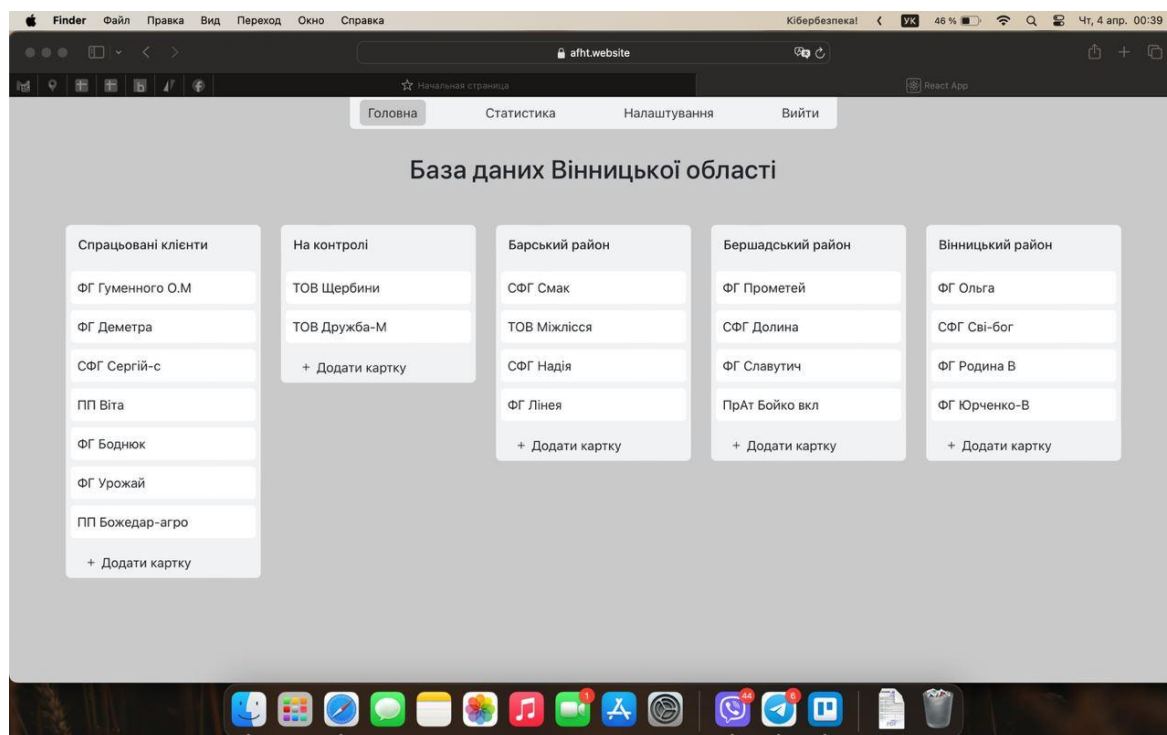 Finder Файл Правка Вид Переход Окно Справка Кібербезпека! УК 46 % Чт, 4 апр. 00:39
afht.website
Начальная страница React App
Головна Статистика Налаштування Вийти
База даних Вінницької області
Спрацьовані клієнти
ФГ Гуменного О.М
ФГ Деметра
СФГ Сергій-с
ПП Віта
ФГ Боднюк
ФГ Урожай
ПП Божедар-агро
+ Додати картку
На контролі
ТОВ Щербини
ТОВ Дружба-М
+ Додати картку
Барський район
СФГ Смак
ТОВ Міжлісся
СФГ Надія
ФГ Лінея
+ Додати картку
Бершадський район
ФГ Прометей
СФГ Долина
ФГ Славутич
ПрАт Бойко вкл
+ Додати картку
Вінницький район
ФГ Ольга
СФГ Сві-бог
ФГ Родина В
ФГ Юрченко-В
+ Додати картку
1 44 6